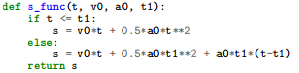 def s_func(t, v0, a0, t1):
    if t <= t1:
        s = v0*t + 0.5*a0*t**2
    else:
        s = v0*t + 0.5*a0*t1**2 + a0*t1*(t-t1)
    return s